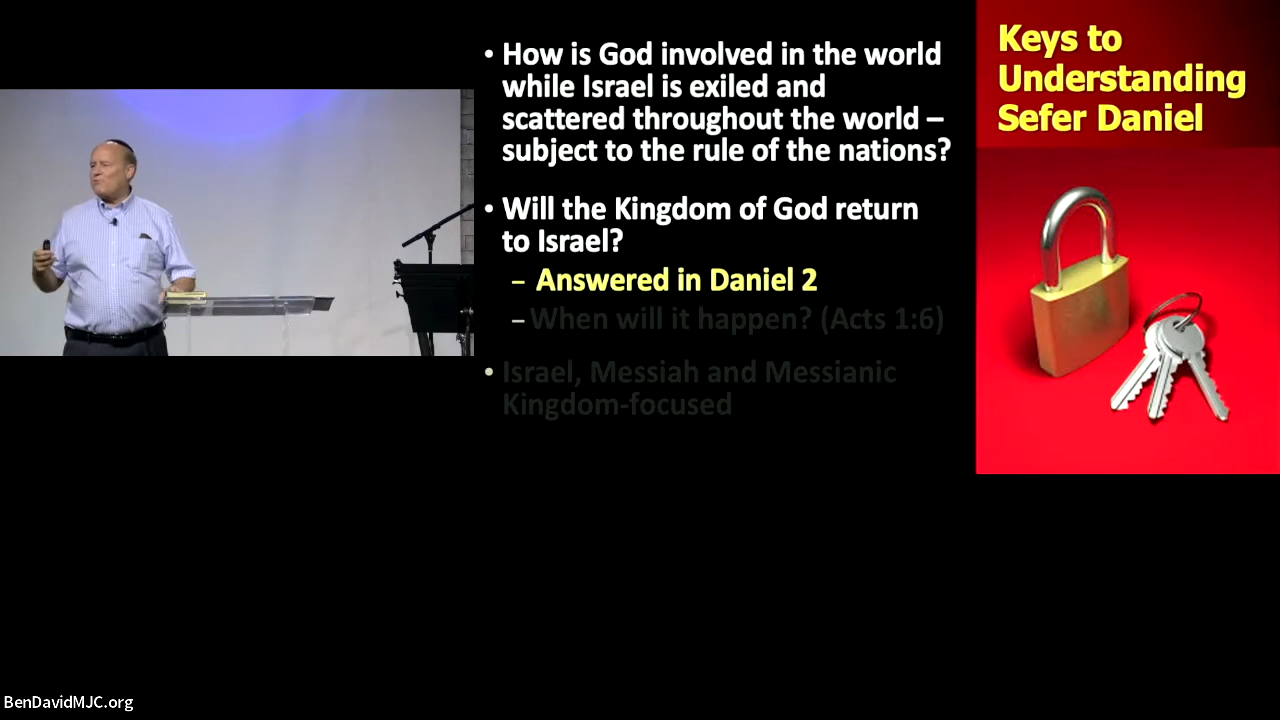 • How is God involved in the world
while Israel is exiled and
scattered throughout the world –
subject to the rule of the nations?
• Will the Kingdom of God return
to Israel?
– Answered in Daniel 2
– When will it happen? (Acts 1:6)
• Israel, Messiah and Messianic
Kingdom-focused
Keys to
Understanding
Sefer Daniel
BenDavidMJC.org